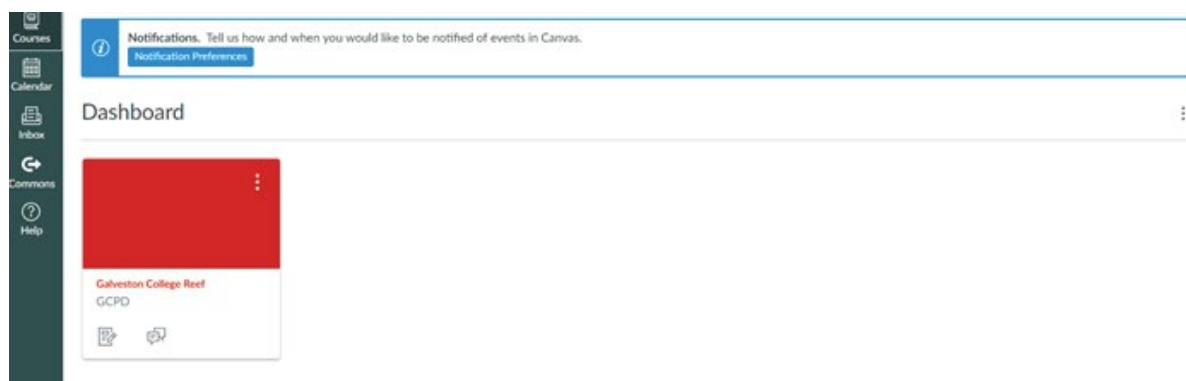 Courses
Calendar
Inbox
Commons
Help
Notifications. Tell us how and when you would like to be notified of events in Canvas.
Notification Preferences
Dashboard
Galveston College Reef
GCPD